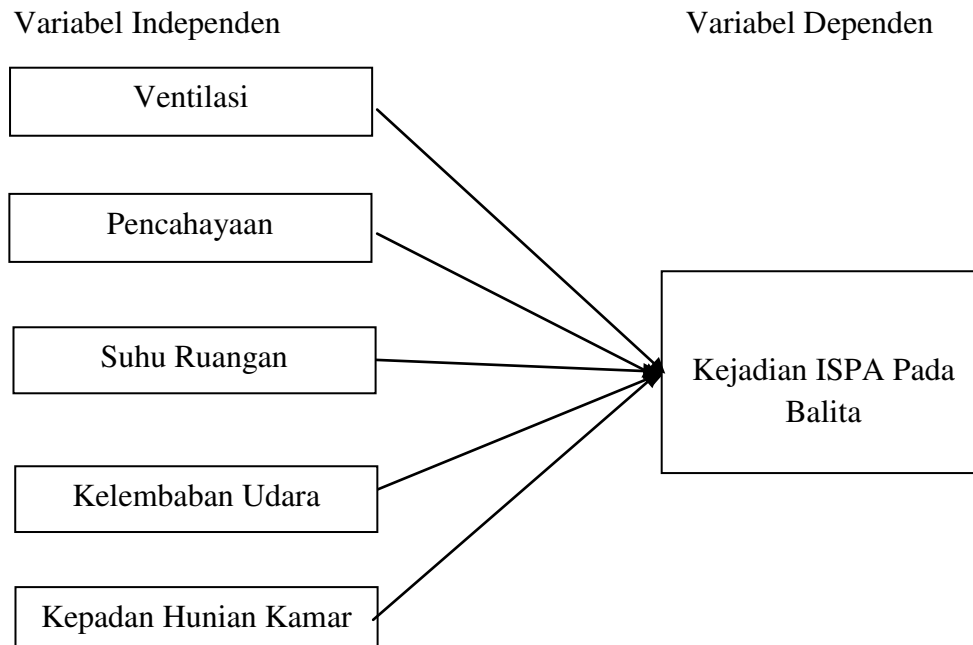 Variabel Independen
Variabel Dependen
Ventilasi
Pencahayaan
Suhu Ruangan
Kejadian ISPA Pada
Balita
Kelembaban Udara
Kepadan Hunian Kamar